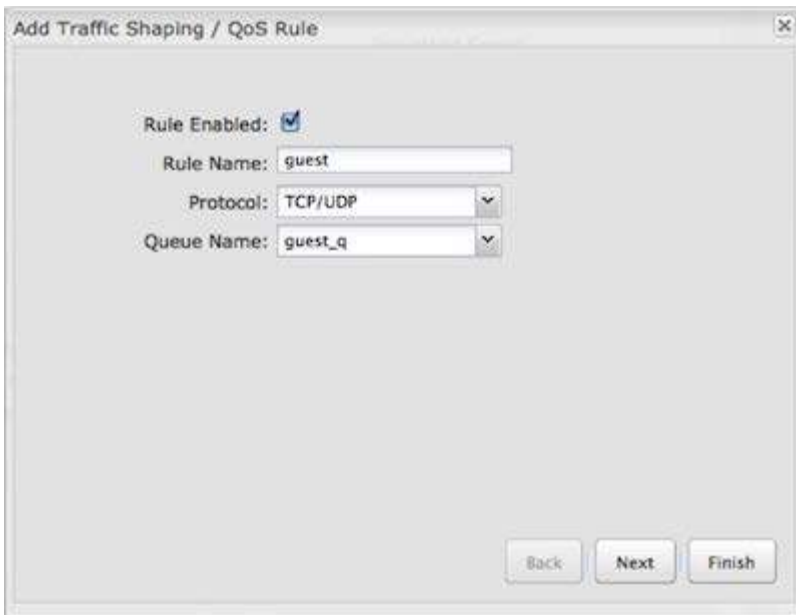 Add Traffic Shaping / QoS Rule
Rule Enabled:
Rule Name: guest
Protocol: TCP/UDP
Queue Name: guest_q
Back Next Finish